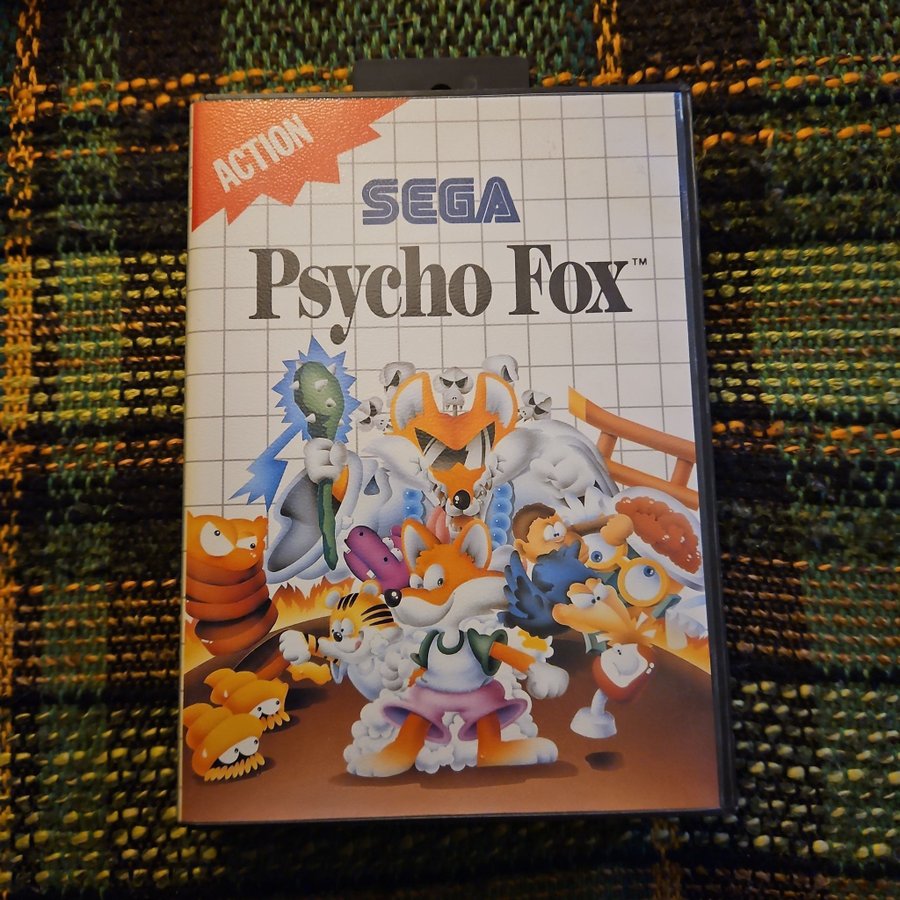 ACTION
SEGA
Psycho Fox™